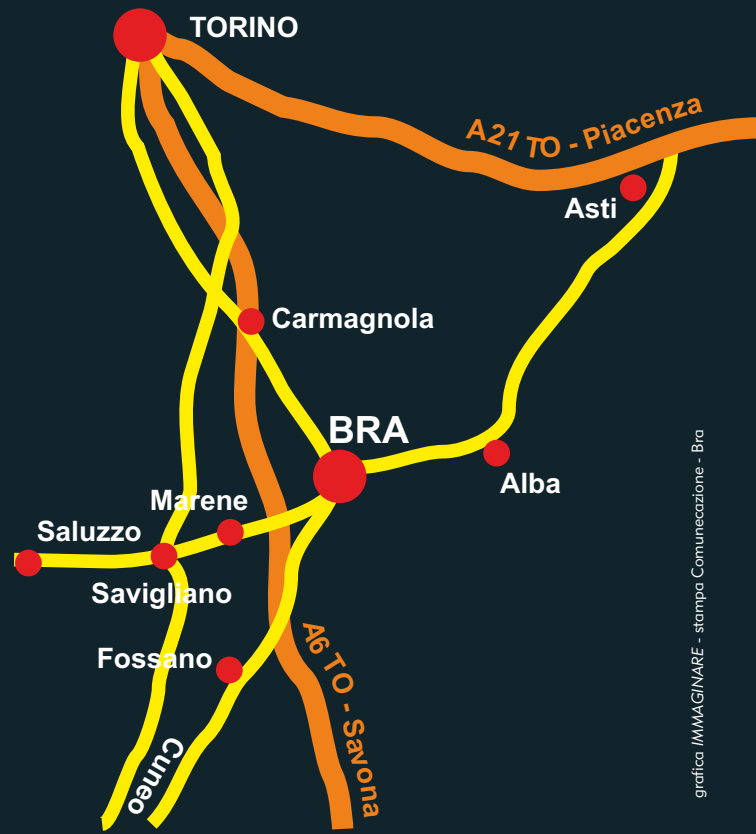 TORINO
A21 TO - Piacenza
Asti
Carmagnola
BRA
Alba
Marene
Saluzzo
Savigliano
Fossano
A6 TO - Savona
Cuneo
grafica IMMAGINARE - stampa Comunecazione - Bra